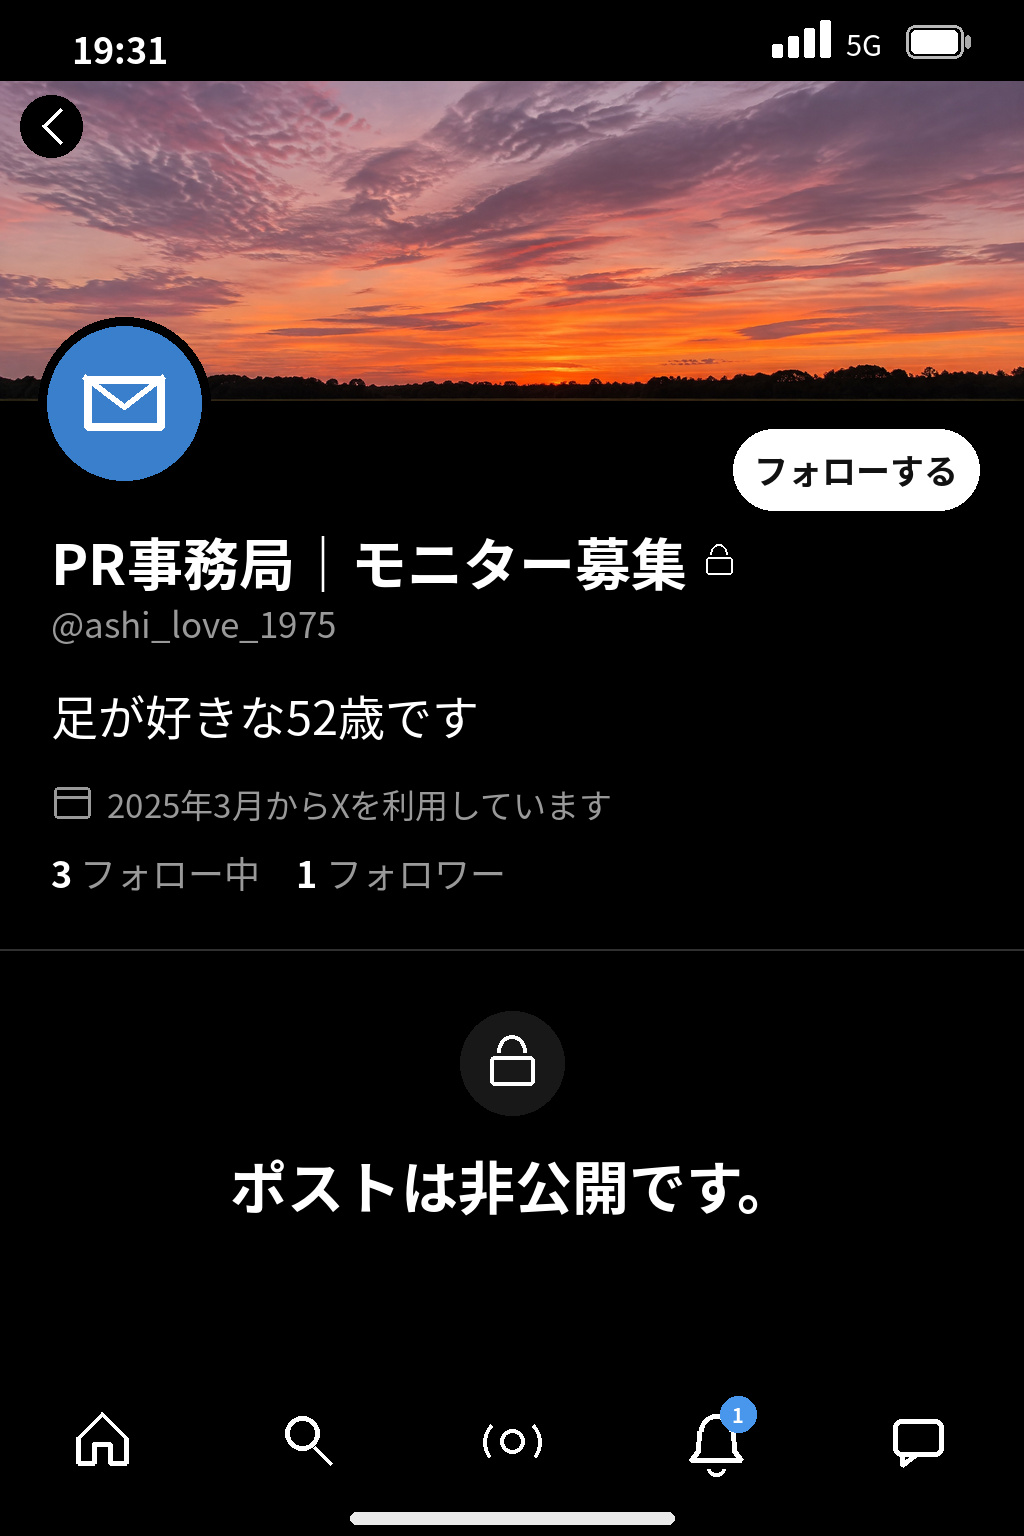 19:31
5G
フォローする
PR事務局｜モニター募集
@ashi_love_1975
足が好きな52歳です
2025年3月からXを利用しています
3 フォロー中 1 フォロワー
ポストは非公開です。
1